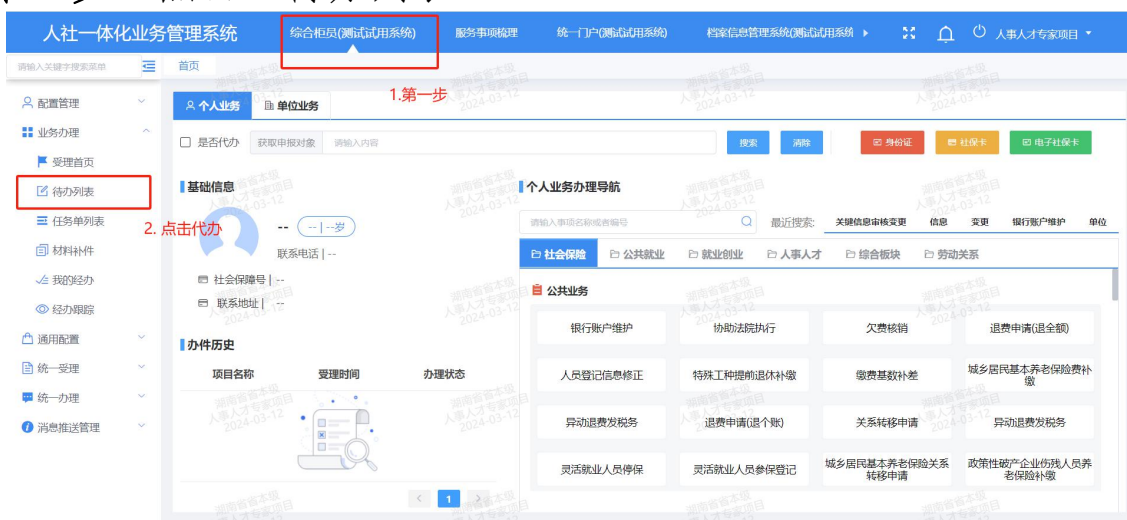 人社一体化业务管理系统 综合柜员(测试试用系统) 服务事项梳理 统一门户(测试试用系统) 档案信息管理系统(测试试用系统 人事人才专家项目
请输入关键字搜索菜单 首页
1.第一步
配置管理
业务办理
受理首页
待办列表
2. 点击代办
任务单列表
材料补件
我的经办
经办跟踪
通用配置
统一受理
统一办理
消息推送管理
个人业务 单位业务
是否代办 获取申报对象 请输入内容 搜索 清除 身份证 社保卡 电子社保卡
基础信息
-- --|--岁
联系电话 | --
社会保障号 | --
联系地址 | --
办件历史
项目名称 受理时间 办理状态
1
个人业务办理导航
请输入事项名称或者编号 最近搜索: 关键信息审核变更 信息 变更 银行账户维护 单位
社会保险 公共就业 就业创业 人事人才 综合板块 劳动关系
公共业务
银行账户维护 协助法院执行 欠费核销 退费申请(退全额)
人员登记信息修正 特殊工种提前退休补缴 缴费基数补差 城乡居民基本养老保险费补缴
异动退费发税务 退费申请(退个账) 关系转移申请 异动退费发税务
灵活就业人员停保 灵活就业人员参保登记 城乡居民基本养老保险关系转移申请 政策性破产企业伤残人员养老保险补缴
湖南省省本级
人事人才专家项目
2024-03-12